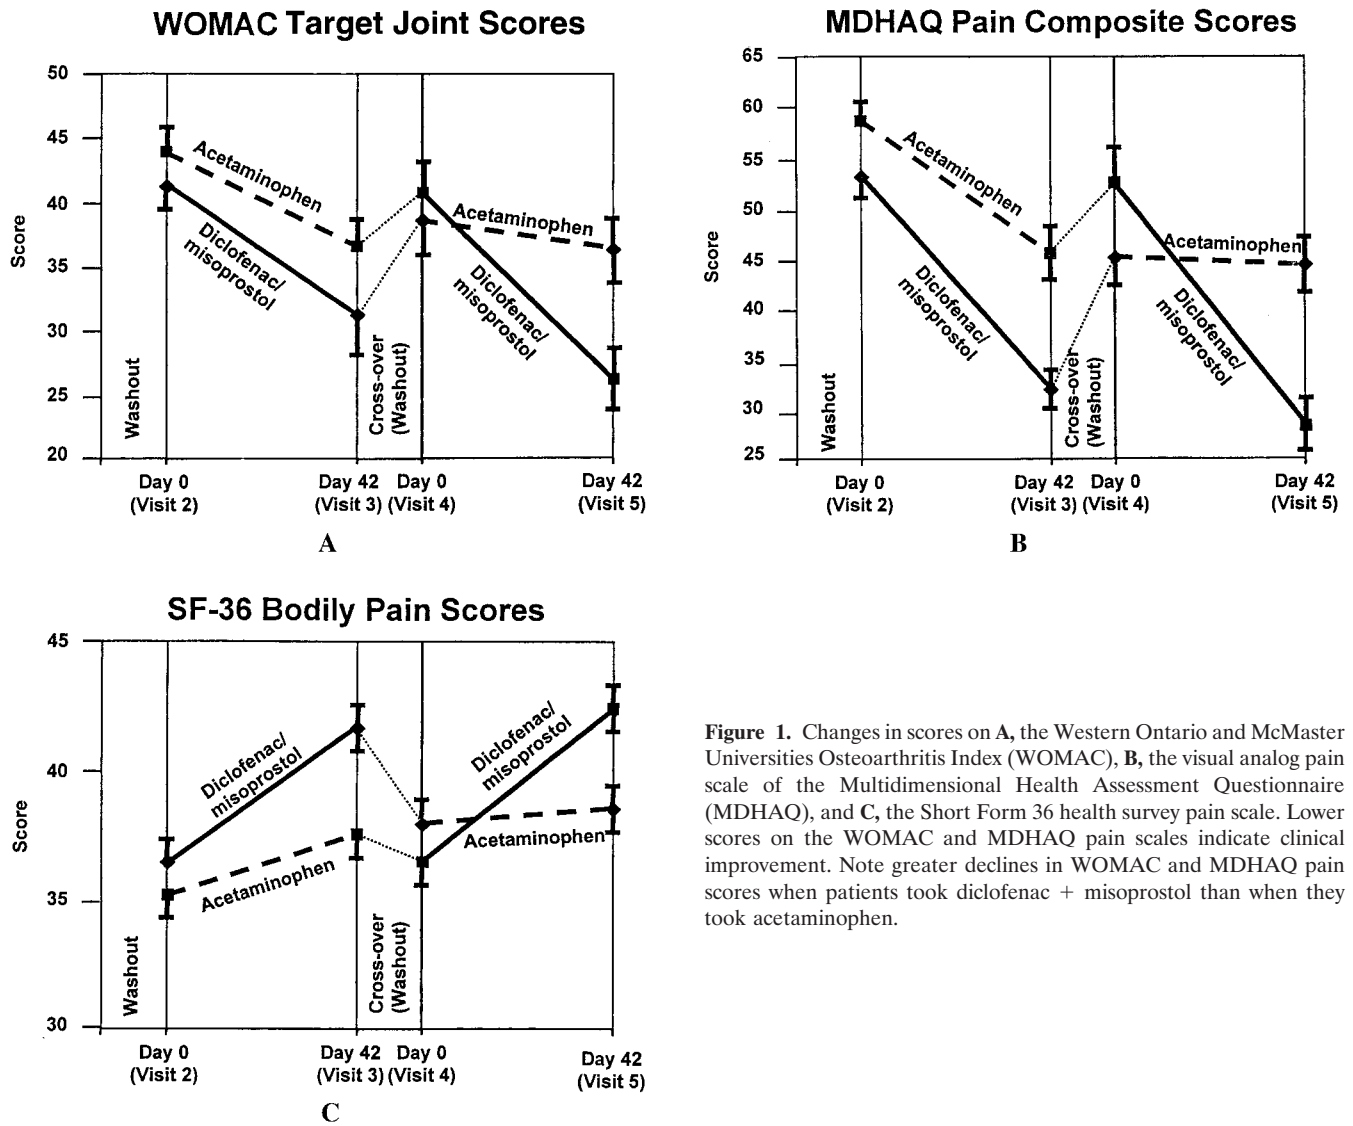 WOMAC Target Joint Scores
50
45
40
35
30
25
20
Score
Acetaminophen
Diclofenac/
misoprostol
Acetaminophen
Diclofenac/
misoprostol
Washout
Cross-over
(Washout)
Day 0
(Visit 2)
Day 42
(Visit 3)
Day 0
(Visit 4)
Day 42
(Visit 5)
A
MDHAQ Pain Composite Scores
65
60
55
50
45
40
35
30
25
Score
Acetaminophen
Diclofenac/
misoprostol
Acetaminophen
Diclofenac/
misoprostol
Washout
Cross-over
(Washout)
Day 0
(Visit 2)
Day 42
(Visit 3)
Day 0
(Visit 4)
Day 42
(Visit 5)
B
SF-36 Bodily Pain Scores
45
40
35
30
Score
Diclofenac/
misoprostol
Acetaminophen
Diclofenac/
misoprostol
Acetaminophen
Washout
Cross-over
(Washout)
Day 0
(Visit 2)
Day 42
(Visit 3)
Day 0
(Visit 4)
Day 42
(Visit 5)
C
Figure 1. Changes in scores on A, the Western Ontario and McMaster
Universities Osteoarthritis Index (WOMAC), B, the visual analog pain
scale of the Multidimensional Health Assessment Questionnaire
(MDHAQ), and C, the Short Form 36 health survey pain scale. Lower
scores on the WOMAC and MDHAQ pain scales indicate clinical
improvement. Note greater declines in WOMAC and MDHAQ pain
scores when patients took diclofenac + misoprostol than when they
took acetaminophen.